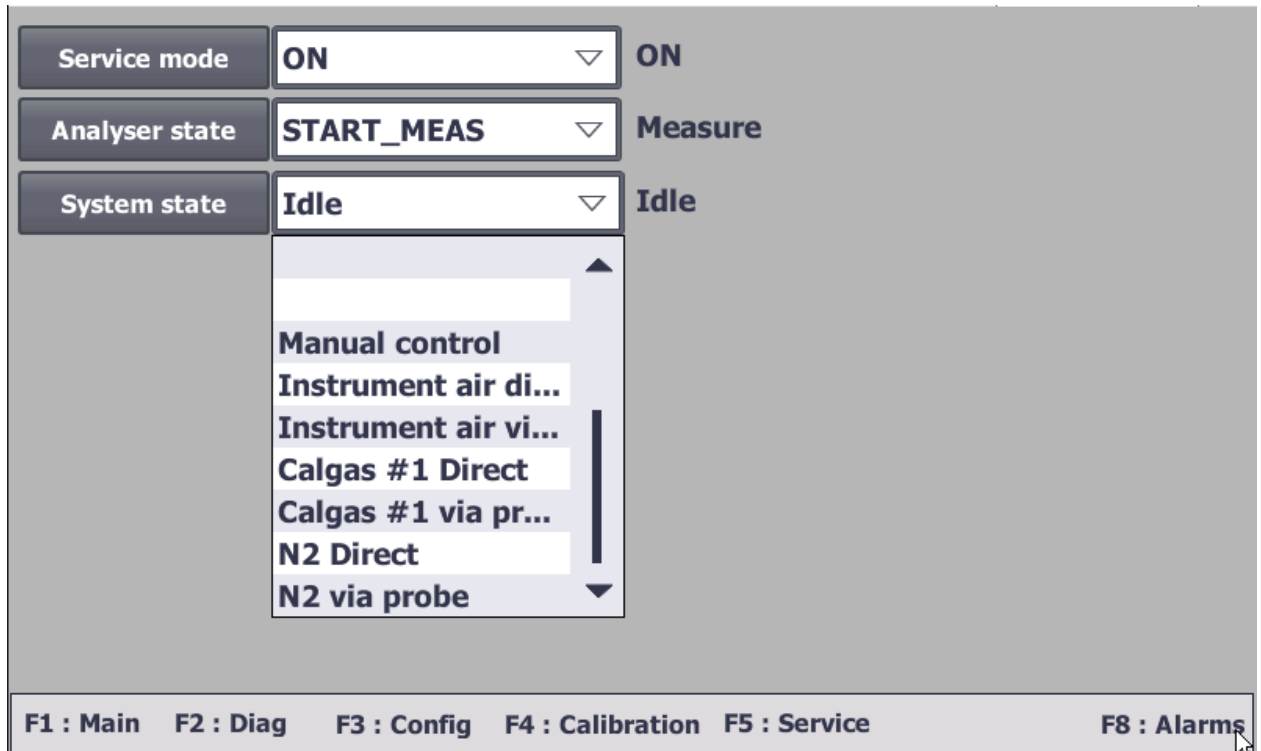 Service mode ON ON
Analyser state START_MEAS Measure
System state Idle Idle
Manual control
Instrument air di...
Instrument air vi...
Calgas #1 Direct
Calgas #1 via pr...
N2 Direct
N2 via probe
F1 : Main F2 : Diag F3 : Config F4 : Calibration F5 : Service F8 : Alarms